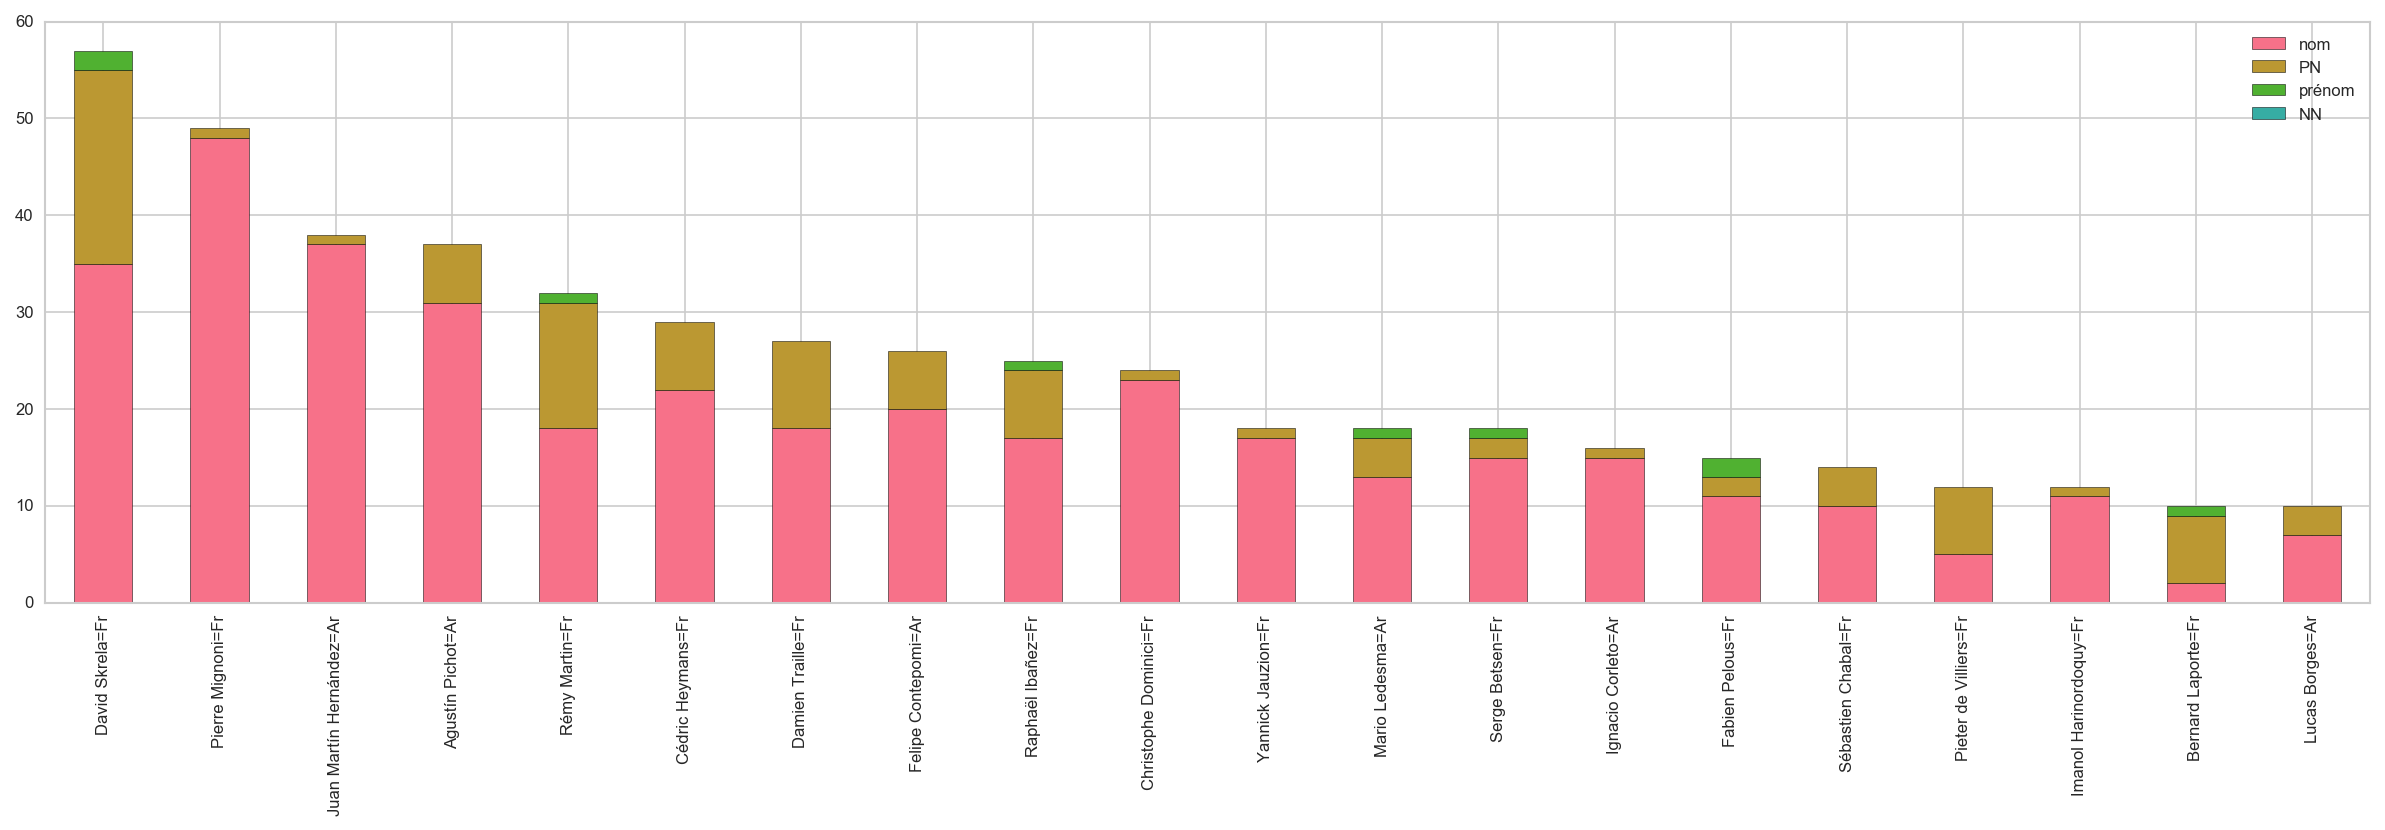 60
50
40
30
20
10
0
nom
PN
prénom
NN
David Skrela=Fr
Pierre Mignoni=Fr
Juan Martín Hernández=Ar
Agustín Pichot=Ar
Rémy Martin=Fr
Cédric Heymans=Fr
Damien Traille=Fr
Felipe Contepomi=Ar
Raphaël Ibañez=Fr
Christophe Dominici=Fr
Yannick Jauzion=Fr
Mario Ledesma=Ar
Serge Betsen=Fr
Ignacio Corleto=Ar
Fabien Pelous=Fr
Sébastien Chabal=Fr
Pieter de Villiers=Fr
Imanol Harinordoquy=Fr
Bernard Laporte=Fr
Lucas Borges=Ar